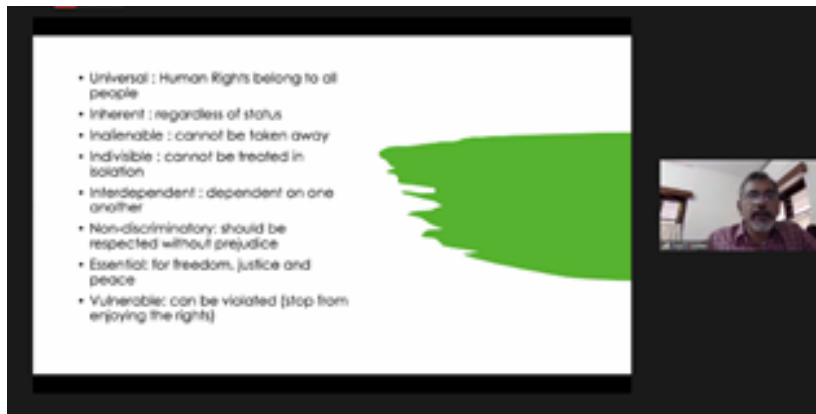 • Universal : Human Rights belong to all
people
• Inherent : regardless of status
• Inalienable : cannot be taken away
• Indivisible : cannot be treated in
isolation
• Interdependent : dependent on one
another
• Non-discriminatory: should be
respected without prejudice
• Essential: for freedom, justice and
peace
• Vulnerable: can be violated (stop from
enjoying the rights)